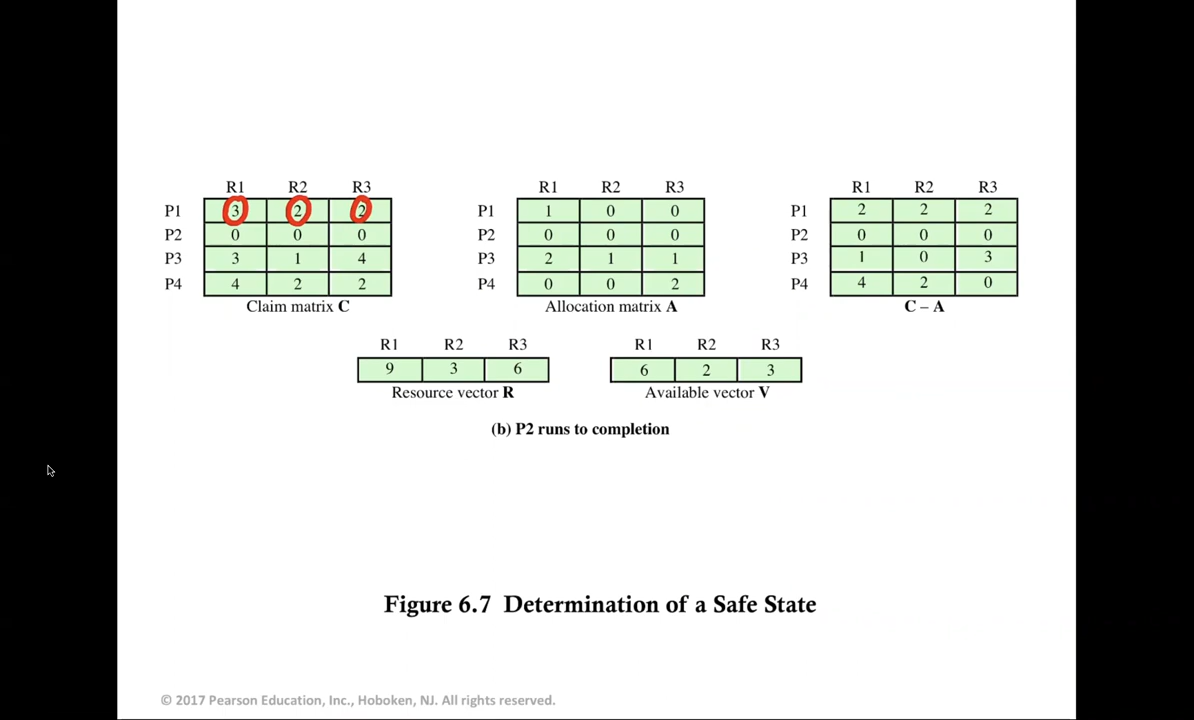 R1 R2 R3 R1 R2 R3 R1 R2 R3
P1 3 2 2 P1 1 0 0 P1 2 2 2
P2 0 0 0 P2 0 0 0 P2 0 0 0
P3 3 1 4 P3 2 1 1 P3 1 0 3
P4 4 2 2 P4 0 0 2 P4 4 2 0
Claim matrix C Allocation matrix A C – A
R1 R2 R3 R1 R2 R3
9 3 6 6 2 3
Resource vector R Available vector V
(b) P2 runs to completion
Figure 6.7 Determination of a Safe State
© 2017 Pearson Education, Inc., Hoboken, NJ. All rights reserved.